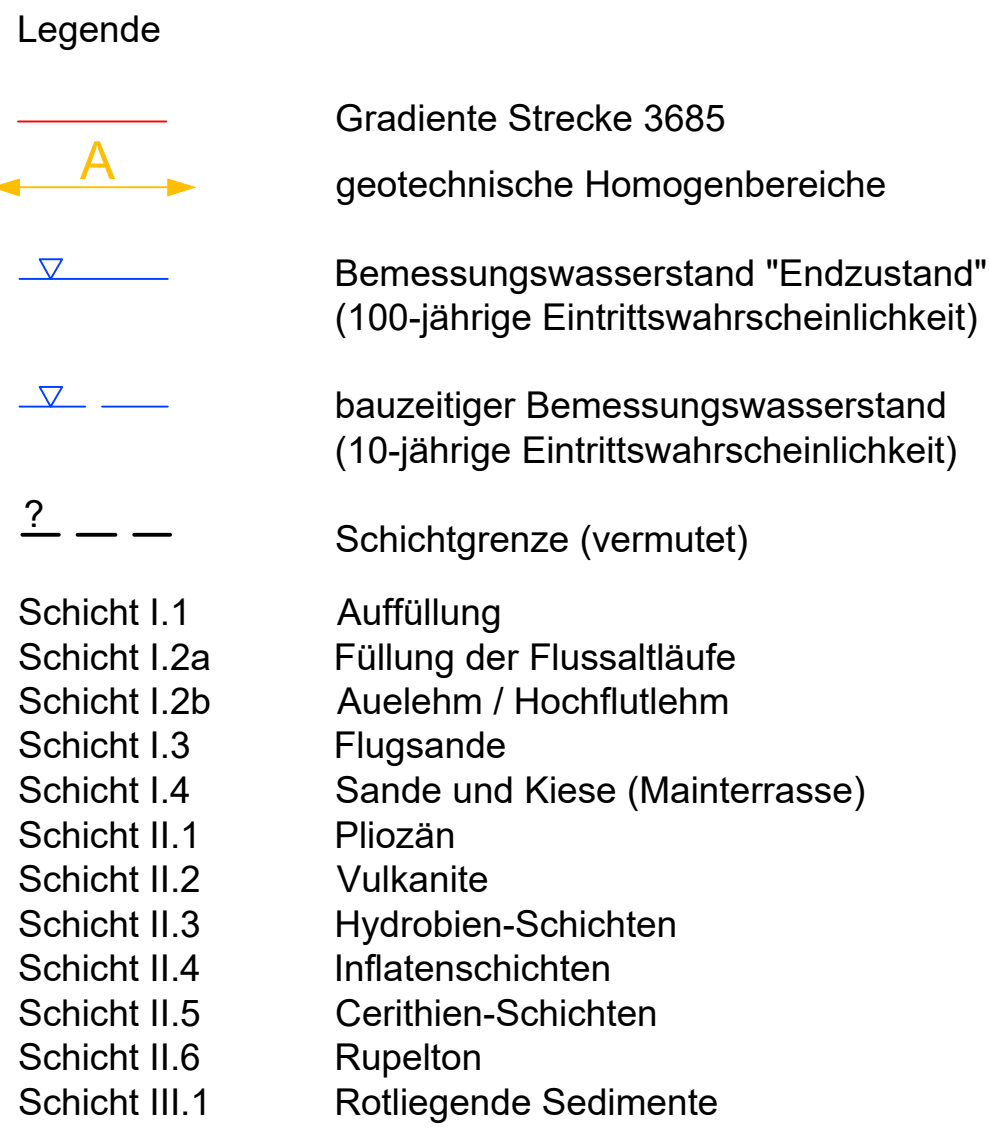 Legende
Gradiente Strecke 3685
A
geotechnische Homogenbereiche
Bemessungswasserstand "Endzustand"
(100-jährige Eintrittswahrscheinlichkeit)
bauzeitiger Bemessungswasserstand
(10-jährige Eintrittswahrscheinlichkeit)
?
Schichtgrenze (vermutet)
Schicht I.1 Auffüllung
Schicht I.2a Füllung der Flussaltläufe
Schicht I.2b Auelehm / Hochflutlehm
Schicht I.3 Flugsande
Schicht I.4 Sande und Kiese (Mainterrasse)
Schicht II.1 Pliozän
Schicht II.2 Vulkanite
Schicht II.3 Hydrobien-Schichten
Schicht II.4 Inflatenschichten
Schicht II.5 Cerithien-Schichten
Schicht II.6 Rupelton
Schicht III.1 Rotliegende Sedimente